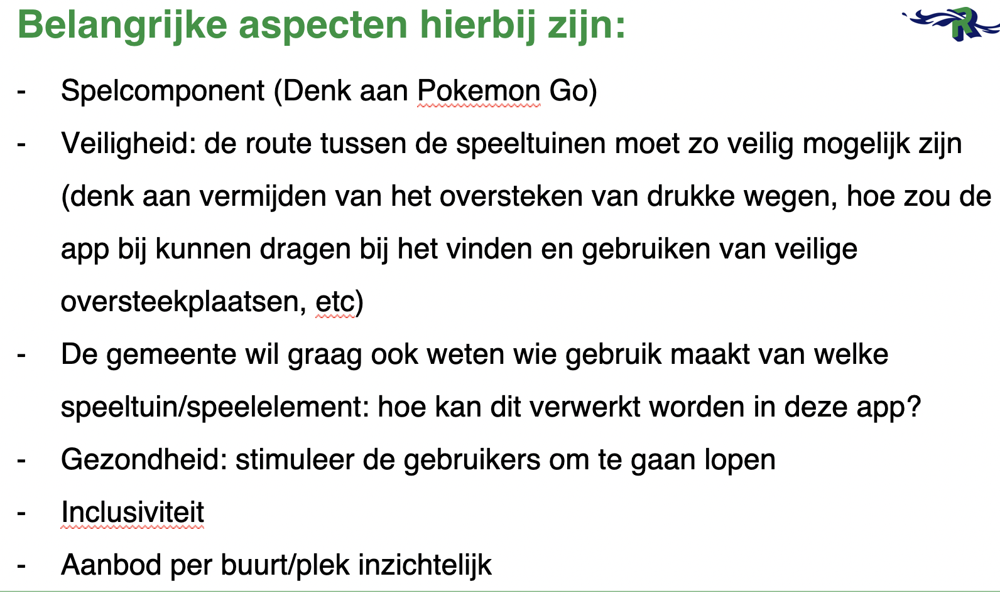 Belangrijke aspecten hierbij zijn:
R
- Spelcomponent (Denk aan Pokemon Go)
- Veiligheid: de route tussen de speeltuinen moet zo veilig mogelijk zijn
(denk aan vermijden van het oversteken van drukke wegen, hoe zou de
app bij kunnen dragen bij het vinden en gebruiken van veilige
oversteekplaatsen, etc)
- De gemeente wil graag ook weten wie gebruik maakt van welke
speeltuin/speelelement: hoe kan dit verwerkt worden in deze app?
- Gezondheid: stimuleer de gebruikers om te gaan lopen
- Inclusiviteit
- Aanbod per buurt/plek inzichtelijk